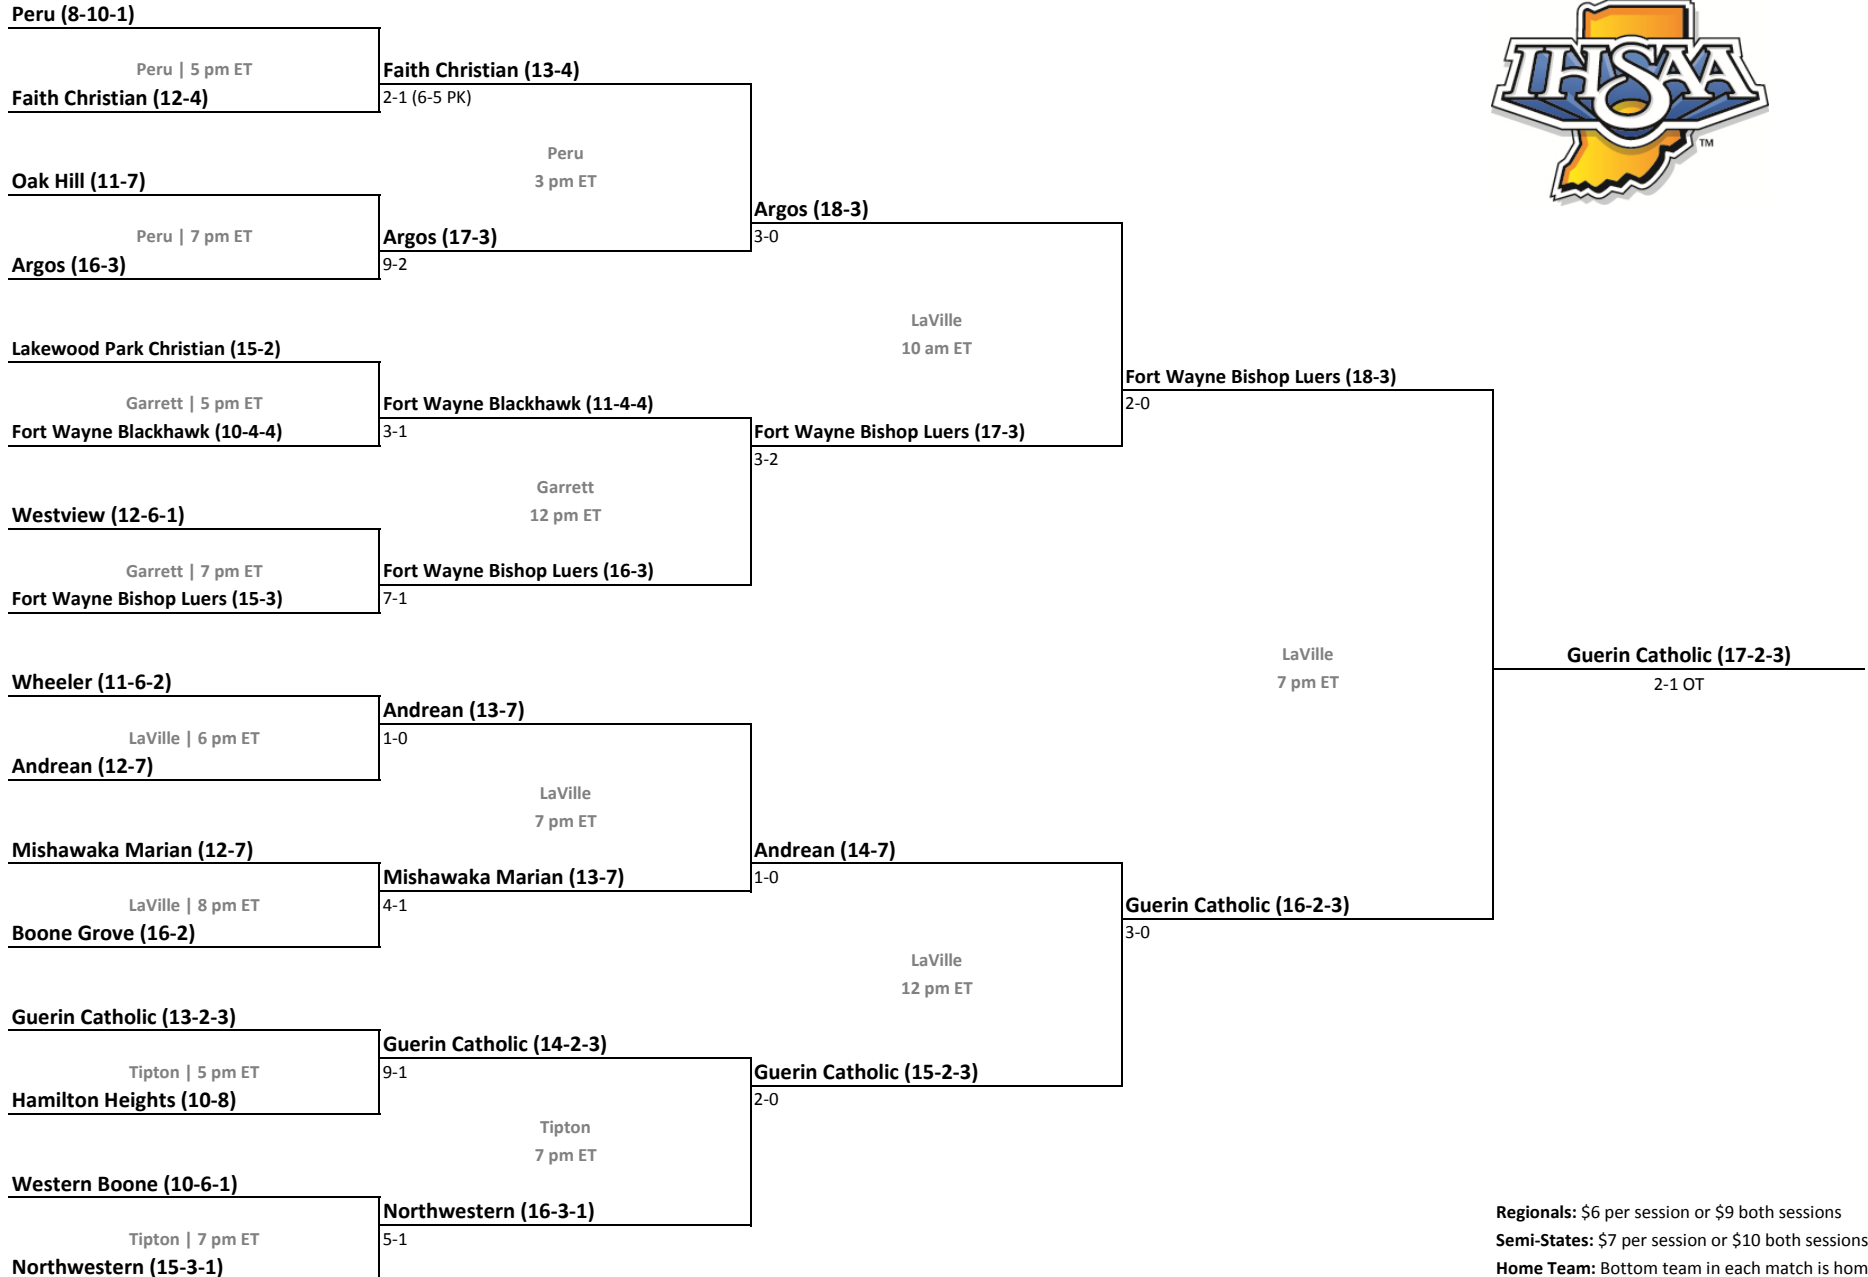 Peru (8-10-1)
Peru | 5 pm ET
Faith Christian (12-4)
Oak Hill (11-7)
Peru | 7 pm ET
Argos (16-3)
Lakewood Park Christian (15-2)
Garrett | 5 pm ET
Fort Wayne Blackhawk (10-4-4)
Westview (12-6-1)
Garrett | 7 pm ET
Fort Wayne Bishop Luers (15-3)
Wheeler (11-6-2)
LaVille | 6 pm ET
Andrean (12-7)
Mishawaka Marian (12-7)
LaVille | 8 pm ET
Boone Grove (16-2)
Guerin Catholic (13-2-3)
Tipton | 5 pm ET
Hamilton Heights (10-8)
Western Boone (10-6-1)
Tipton | 7 pm ET
Northwestern (15-3-1)
Faith Christian (13-4)
2-1 (6-5 PK)
Peru
3 pm ET
Argos (17-3)
9-2
Fort Wayne Blackhawk (11-4-4)
3-1
Garrett
12 pm ET
Fort Wayne Bishop Luers (16-3)
7-1
Andrean (13-7)
1-0
LaVille
7 pm ET
Mishawaka Marian (13-7)
4-1
Guerin Catholic (14-2-3)
9-1
Tipton
7 pm ET
Northwestern (16-3-1)
5-1
Argos (18-3)
3-0
LaVille
10 am ET
Fort Wayne Bishop Luers (17-3)
3-2
Andrean (14-7)
1-0
LaVille
12 pm ET
Guerin Catholic (15-2-3)
2-0
Fort Wayne Bishop Luers (18-3)
2-0
LaVille
7 pm ET
Guerin Catholic (16-2-3)
3-0
IHSAA
TM
Guerin Catholic (17-2-3)
2-1 OT
Regionals: $6 per session or $9 both sessions
Semi-States: $7 per session or $10 both sessions
Home Team: Bottom team in each match is hom